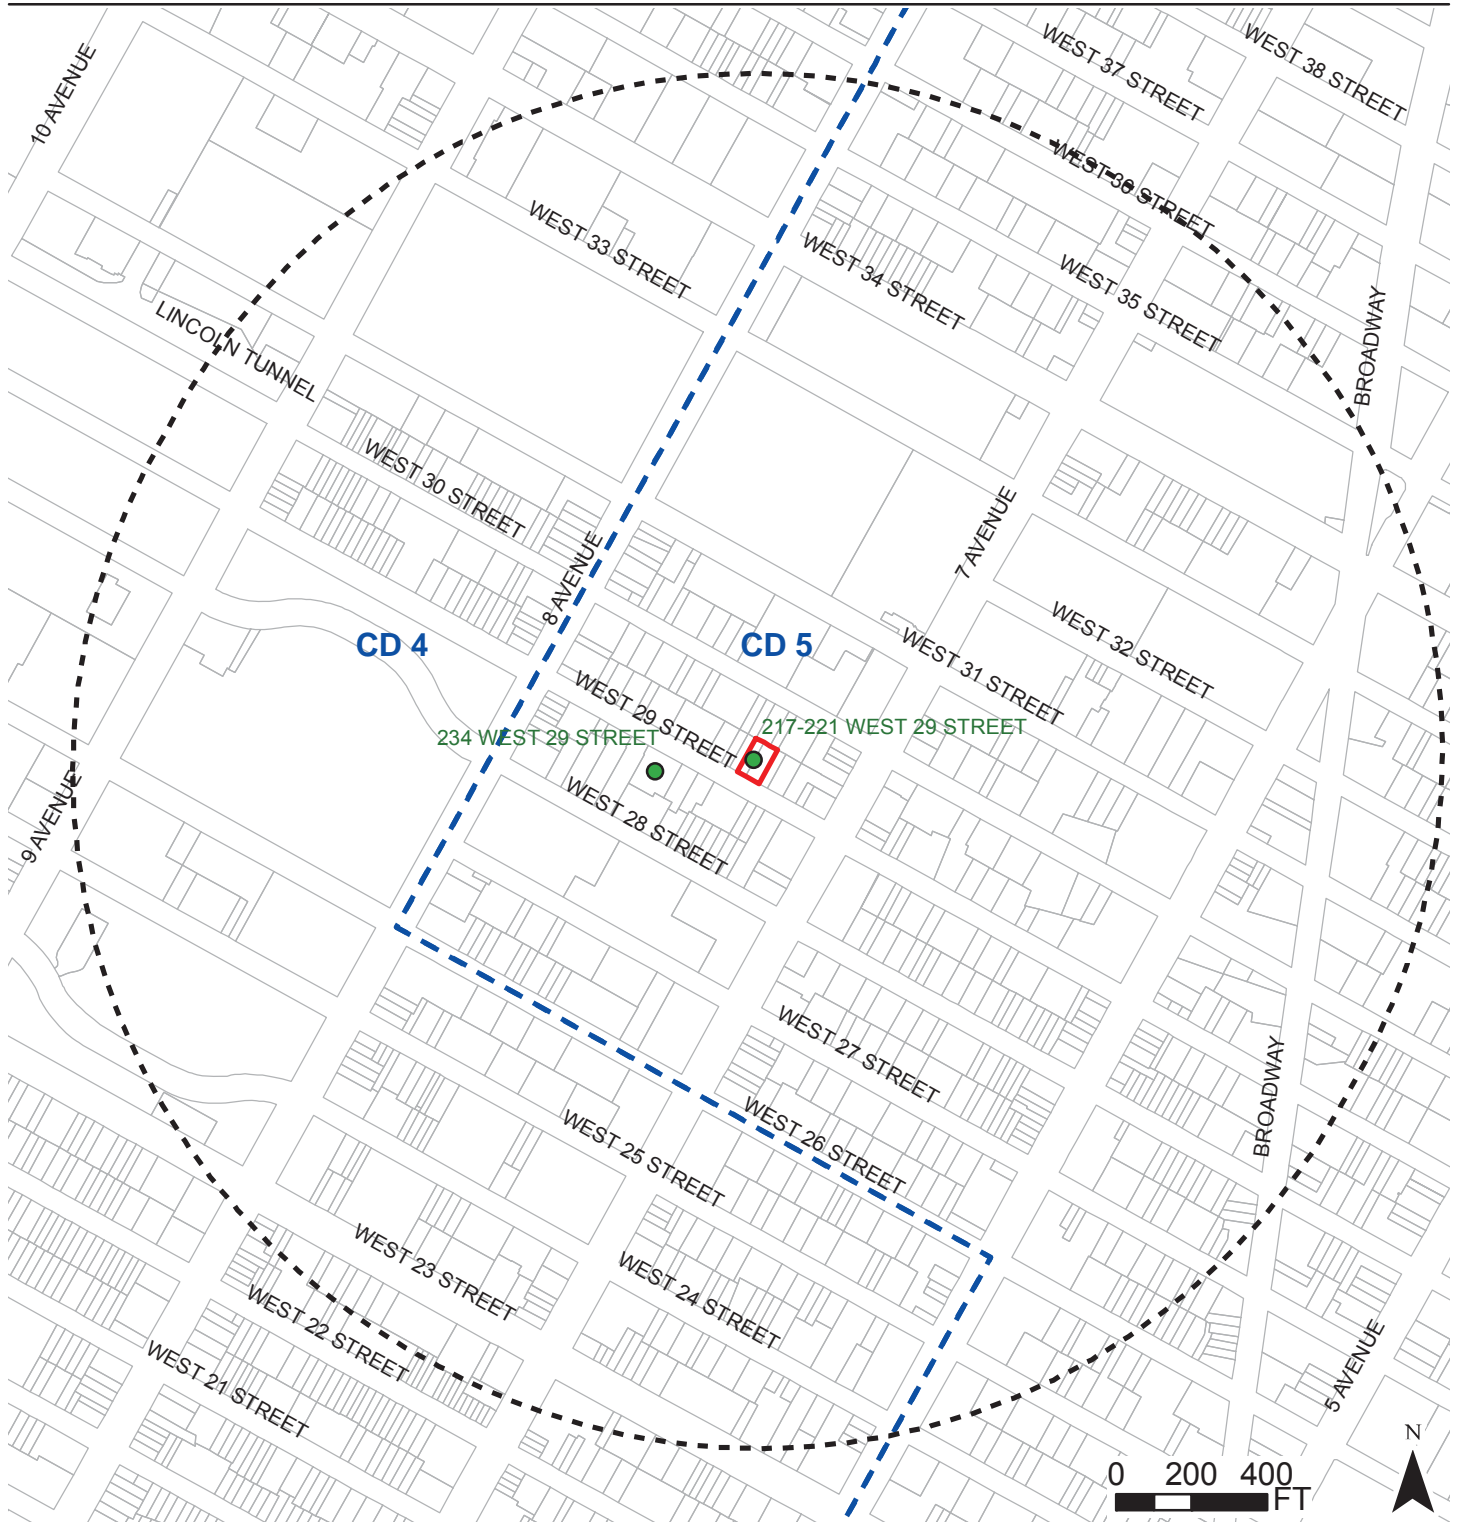 WEST 37 STREET
WEST 38 STREET
10 AVENUE
WEST 36 STREET
WEST 33 STREET
WEST 34 STREET
WEST 35 STREET
BROADWAY
LINCOLN TUNNEL
WEST 30 STREET
7 AVENUE
8 AVENUE
CD 4
CD 5
WEST 32 STREET
WEST 31 STREET
WEST 29 STREET
217-221 WEST 29 STREET
234 WEST 29 STREET
9 AVENUE
WEST 28 STREET
WEST 27 STREET
BROADWAY
WEST 26 STREET
WEST 25 STREET
WEST 23 STREET
WEST 24 STREET
WEST 22 STREET
WEST 21 STREET
5 AVENUE
N
0 200 400
FT